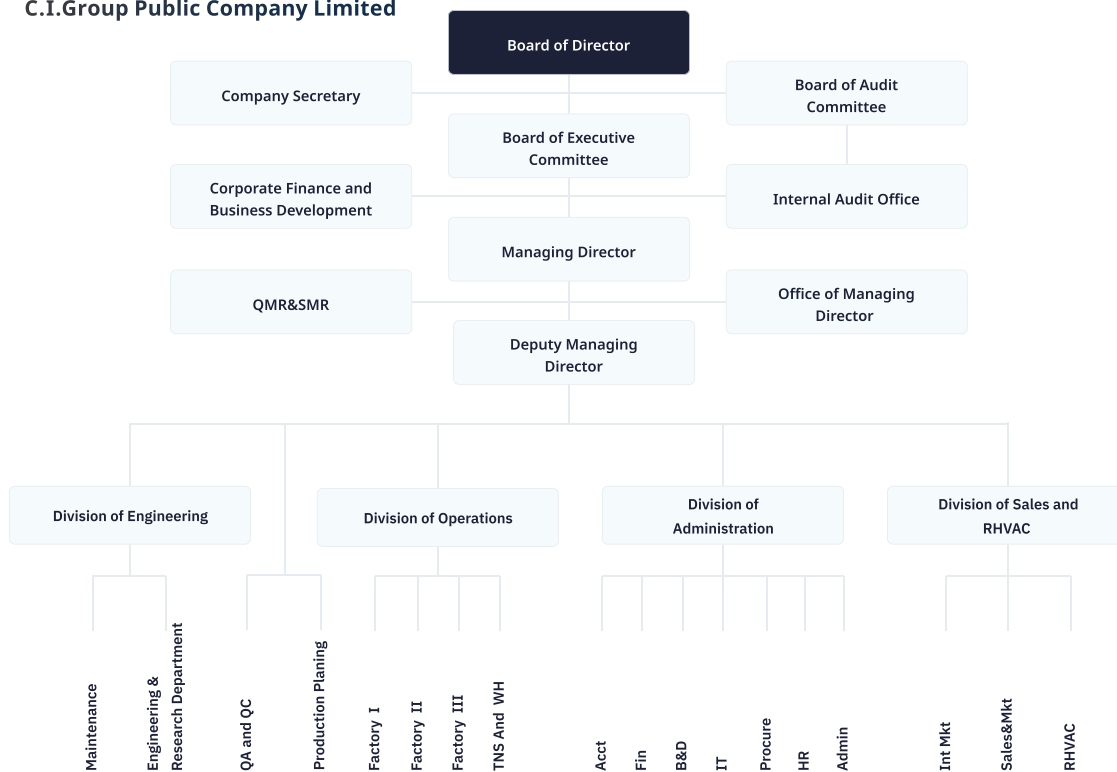 C.I.Group Public Company Limited
Board of Director
Company Secretary
Board of Audit
Committee
Board of Executive
Committee
Corporate Finance and
Business Development
Internal Audit Office
Managing Director
QMR&SMR
Office of Managing
Director
Deputy Managing
Director
Division of Engineering
Division of Operations
Division of
Administration
Division of Sales and
RHVAC
Maintenance
Engineering &
Research Department
QA and QC
Production Planing
Factory I
Factory II
Factory III
TNS And WH
Acct
Fin
B&D
IT
Procure
HR
Admin
Int Mkt
Sales&Mkt
RHVAC